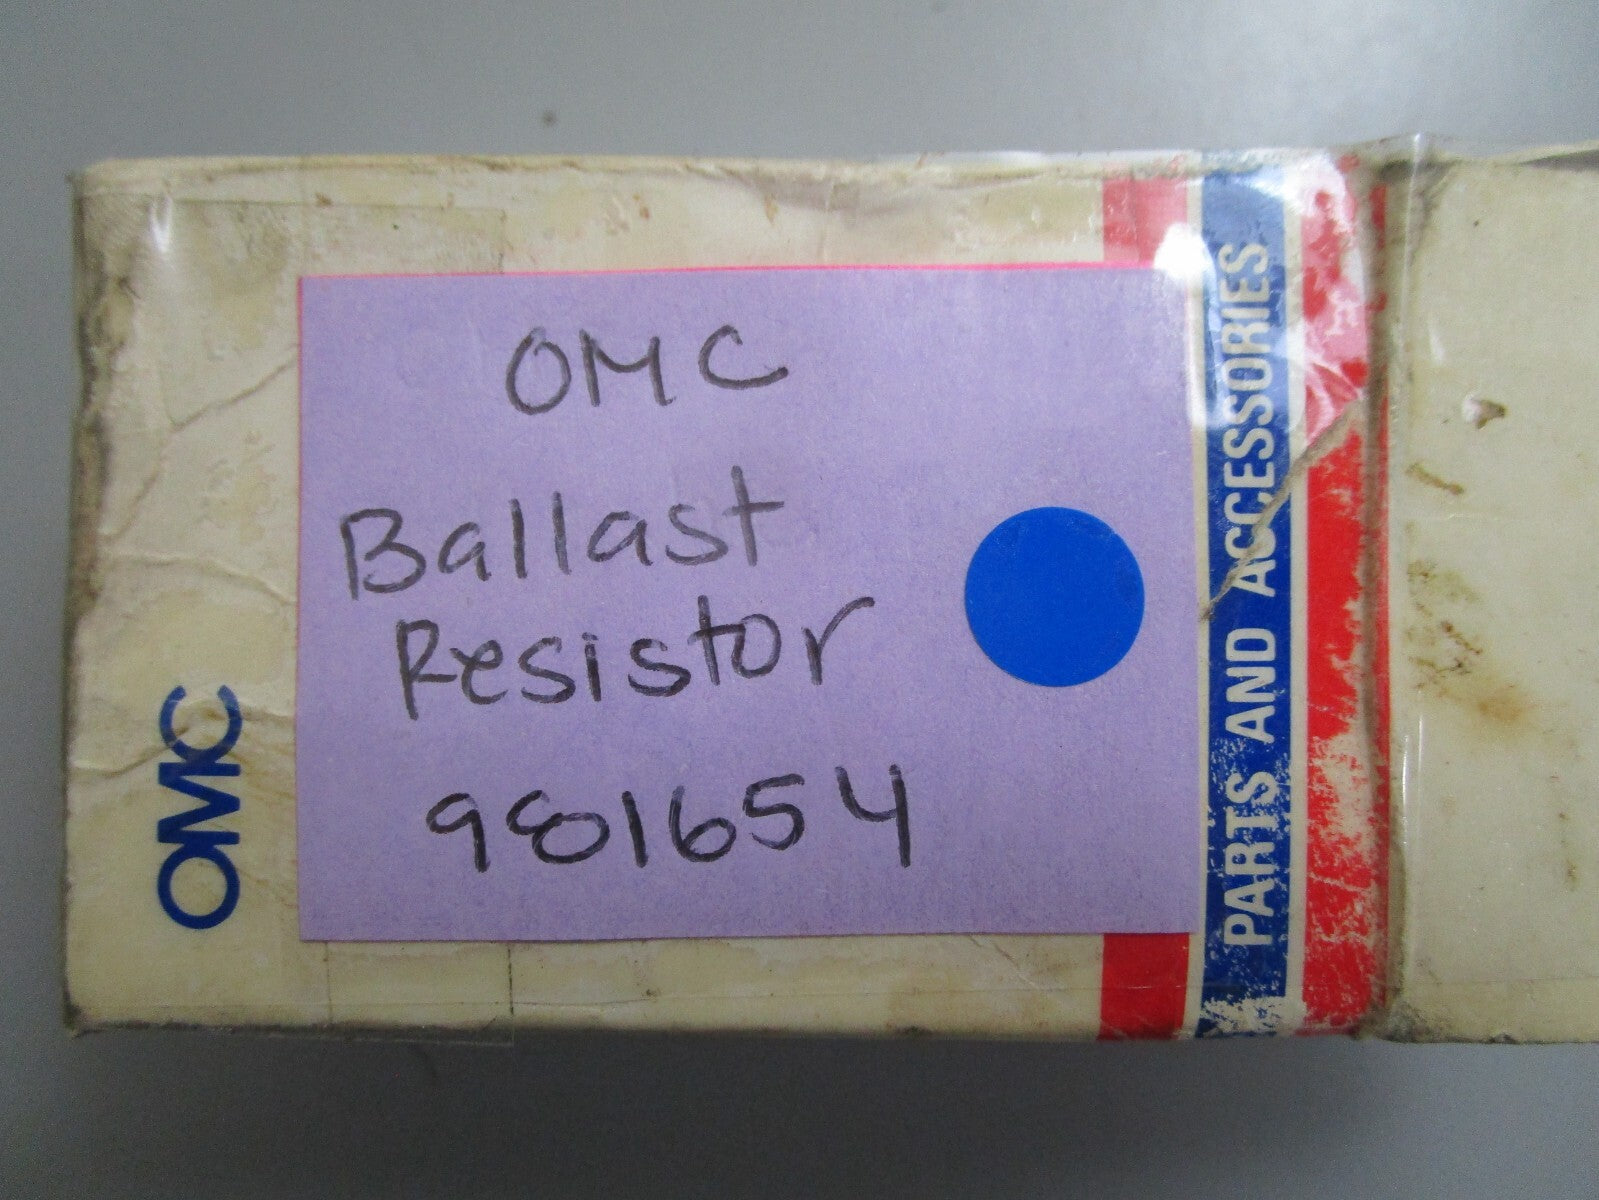 OMC
Ballast
Resistor
981654
OMC
PARTS AND ACCESSORIES